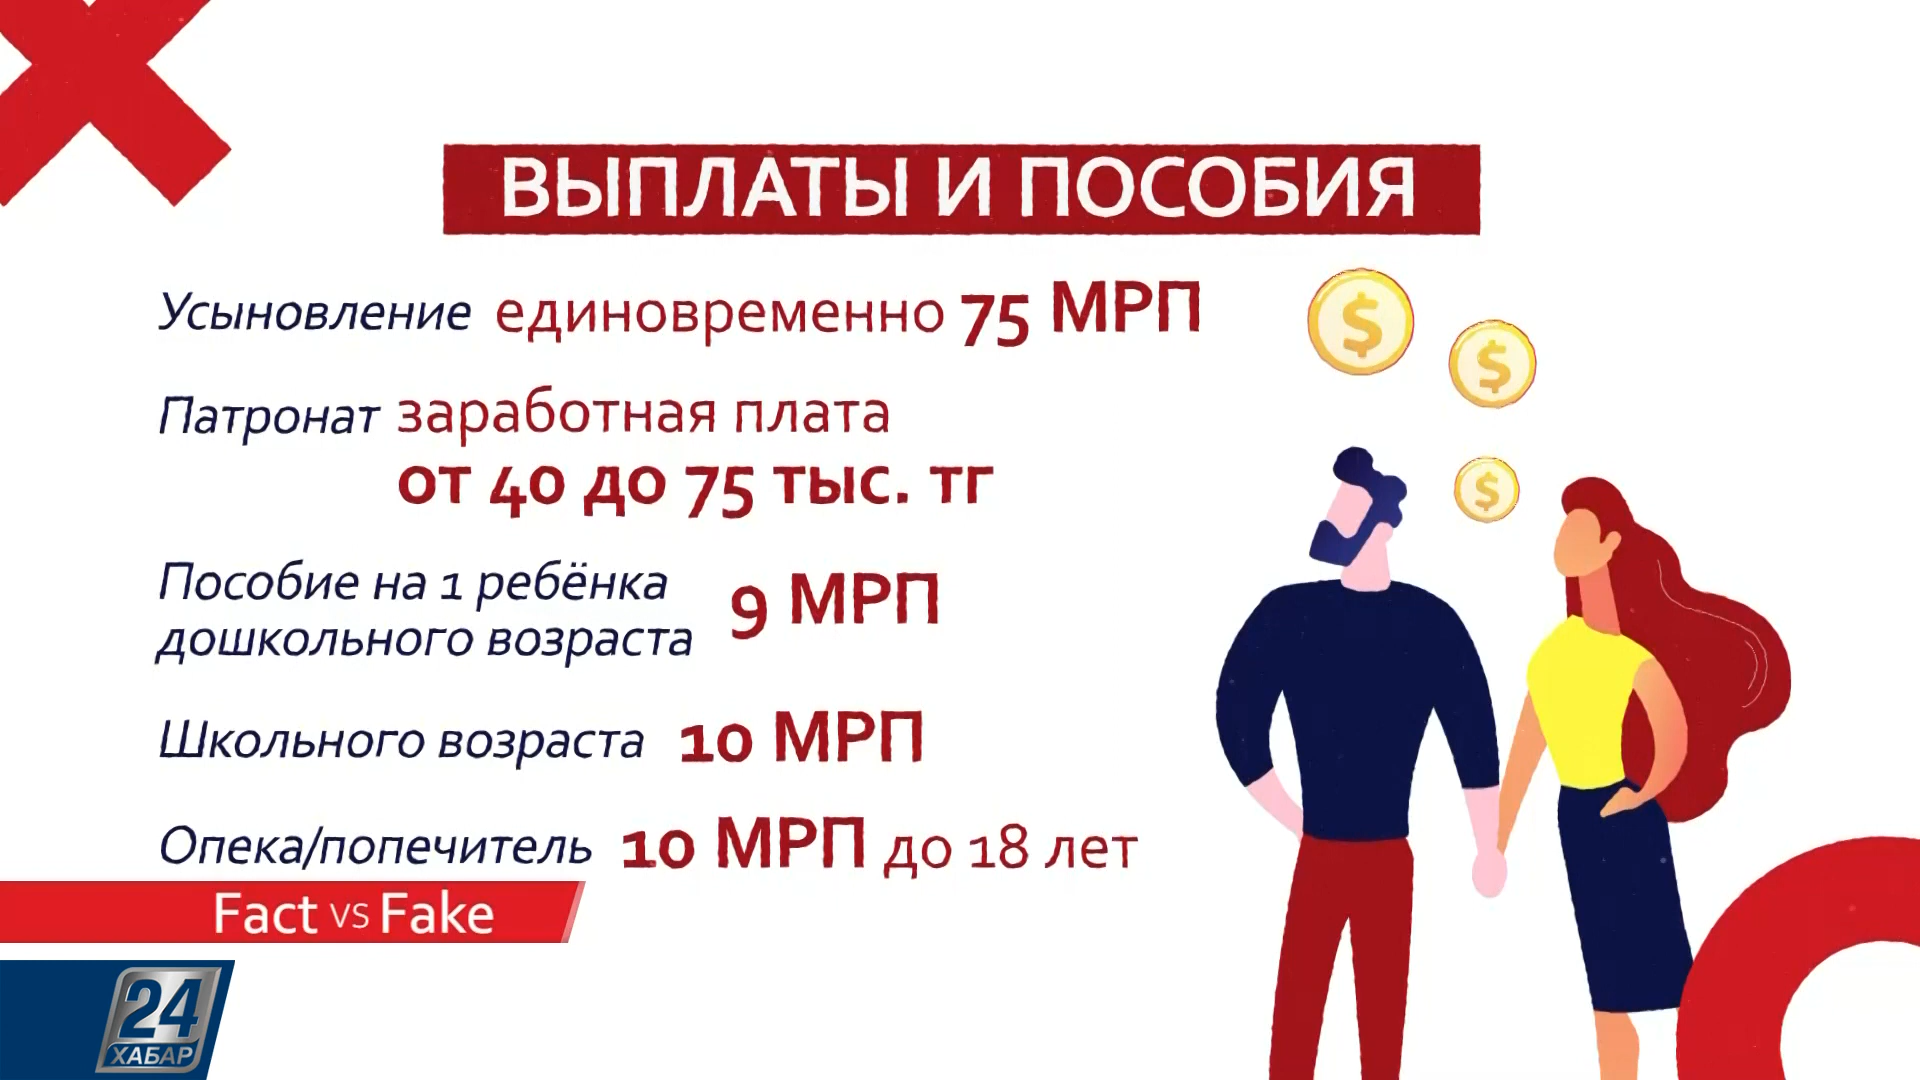 ВЫПЛАТЫ И ПОСОБИЯ
Усыновление единовременно 75 МРП
Патронат заработная плата
от 40 до 75 тыс. тг
Пособие на 1 ребёнка
дошкольного возраста 9 МРП
Школьного возраста 10 МРП
Опека/попечитель 10 МРП до 18 лет
Fact vs Fake
24
ХАБАР
$
$
$